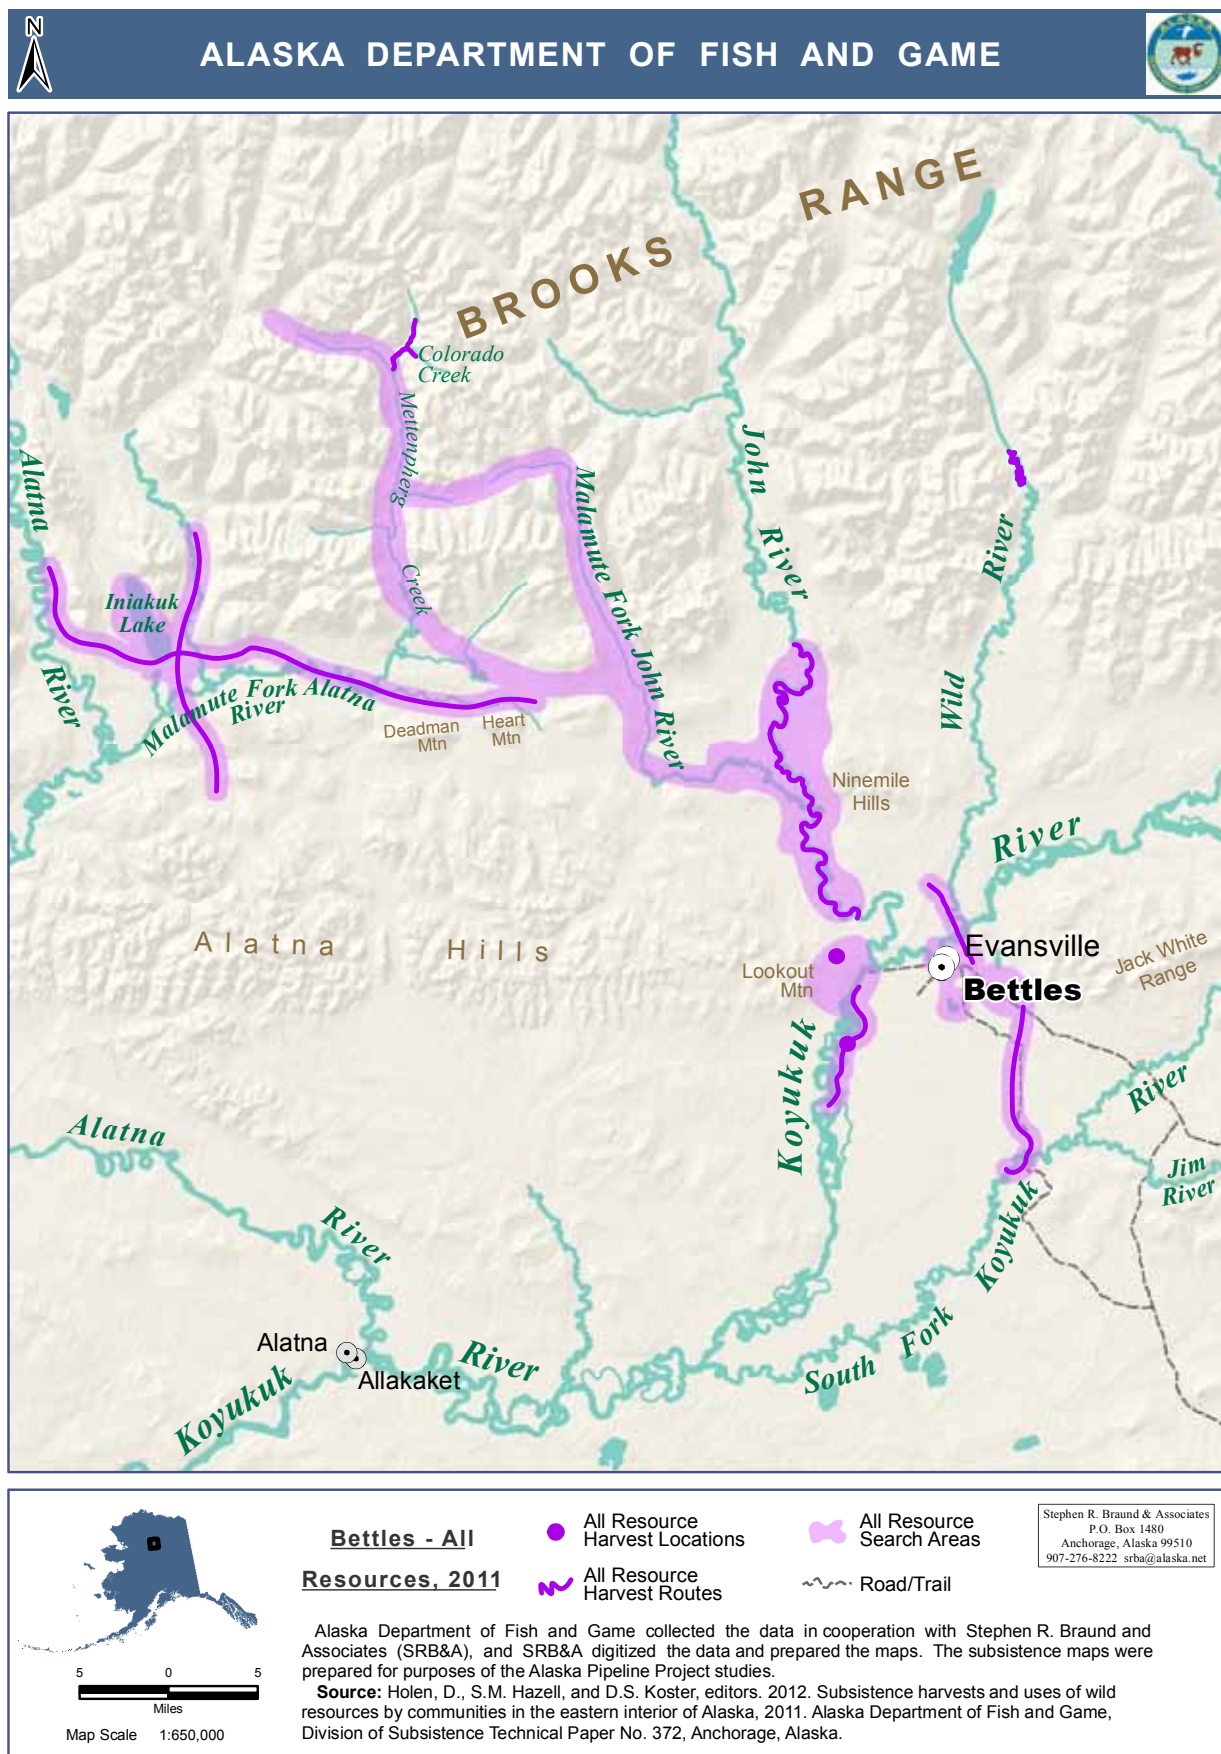 N
ALASKA DEPARTMENT OF FISH AND GAME
ALASKA
RANGE
BROOKS
Colorado
Creek
Mettenpherg
Creek
John
River
Alatna
River
Malamute Fork John River
River
Wild
Iniakuk
Lake
Malamute Fork Alatna
River
Deadman
Mtn
Heart
Mtn
Ninemile
Hills
River
Alatna Hills
Evansville
Bettles
Jack White
Range
Lookout
Mtn
Koyukuk
River
Jim
River
Alatna
River
Koyukuk
Fork
South
Alatna
Allakaket
River
Koyukuk
Bettles - All
Resources, 2011
All Resource
Harvest Locations
All Resource
Harvest Routes
All Resource
Search Areas
Road/Trail
Stephen R. Braund & Associates
P.O. Box 1480
Anchorage, Alaska 99510
907-276-8222 srba@alaska.net
5 0 5
Miles
Map Scale 1:650,000
Alaska Department of Fish and Game collected the data in cooperation with Stephen R. Braund and
Associates (SRB&A), and SRB&A digitized the data and prepared the maps. The subsistence maps were
prepared for purposes of the Alaska Pipeline Project studies.
Source: Holen, D., S.M. Hazell, and D.S. Koster, editors. 2012. Subsistence harvests and uses of wild
resources by communities in the eastern interior of Alaska, 2011. Alaska Department of Fish and Game,
Division of Subsistence Technical Paper No. 372, Anchorage, Alaska.